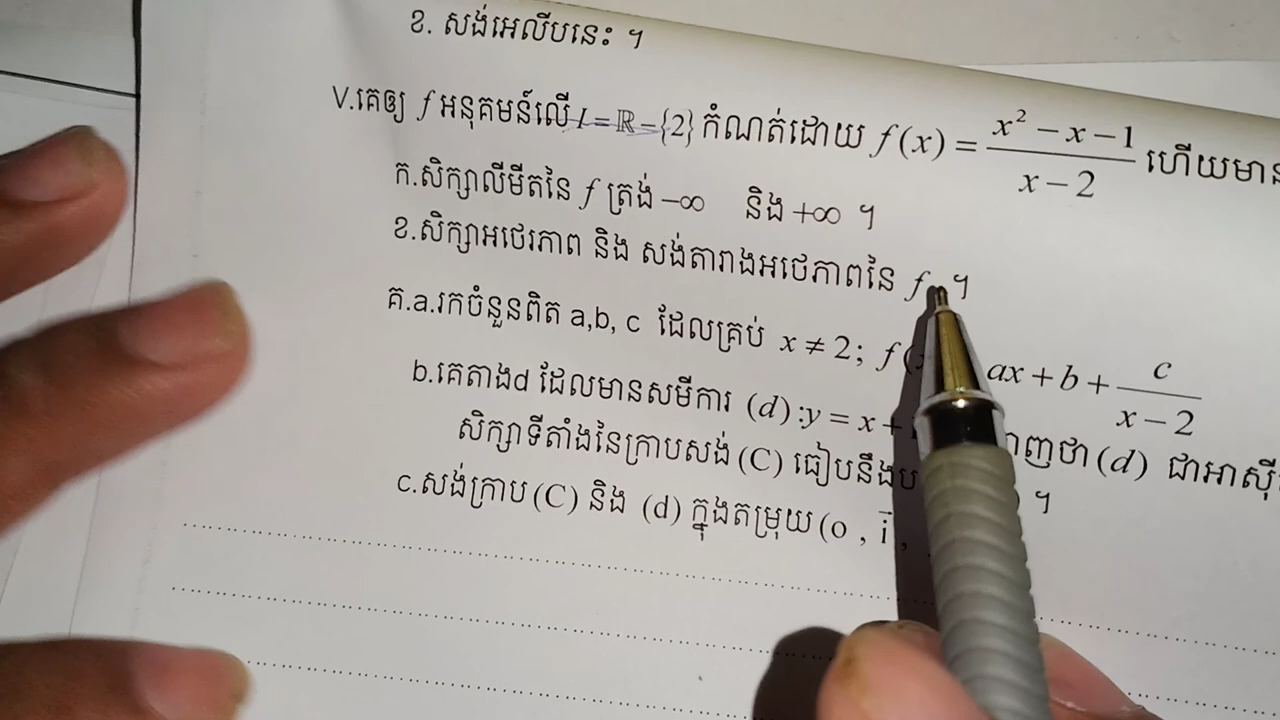 ខ. សង់អេលីបនេះ ។
V.គេឲ្យ f អនុគមន៍លើ I = ℝ – {2} កំណត់ដោយ f(x) = (x² – x – 1)/(x – 2) ហើយមាន
ក.សិក្សាលីមីតនៃ f ត្រង់ –∞ និង +∞ ។
ខ.សិក្សាអថេរភាព និង សង់តារាងអថេភាពនៃ f ។
គ.a.រកចំនួនពិត a,b, c ដែលគ្រប់ x ≠ 2; f( ax + b + c/(x – 2)
b.គេតាងd ដែលមានសមីការ (d) :y = x + (d) ជាអាស៊ី
សិក្សាទីតាំងនៃក្រាបសង់ (C) ធៀបនឹង ។
c.សង់ក្រាប (C) និង (d) ក្នុងតម្រុយ (o , i ,